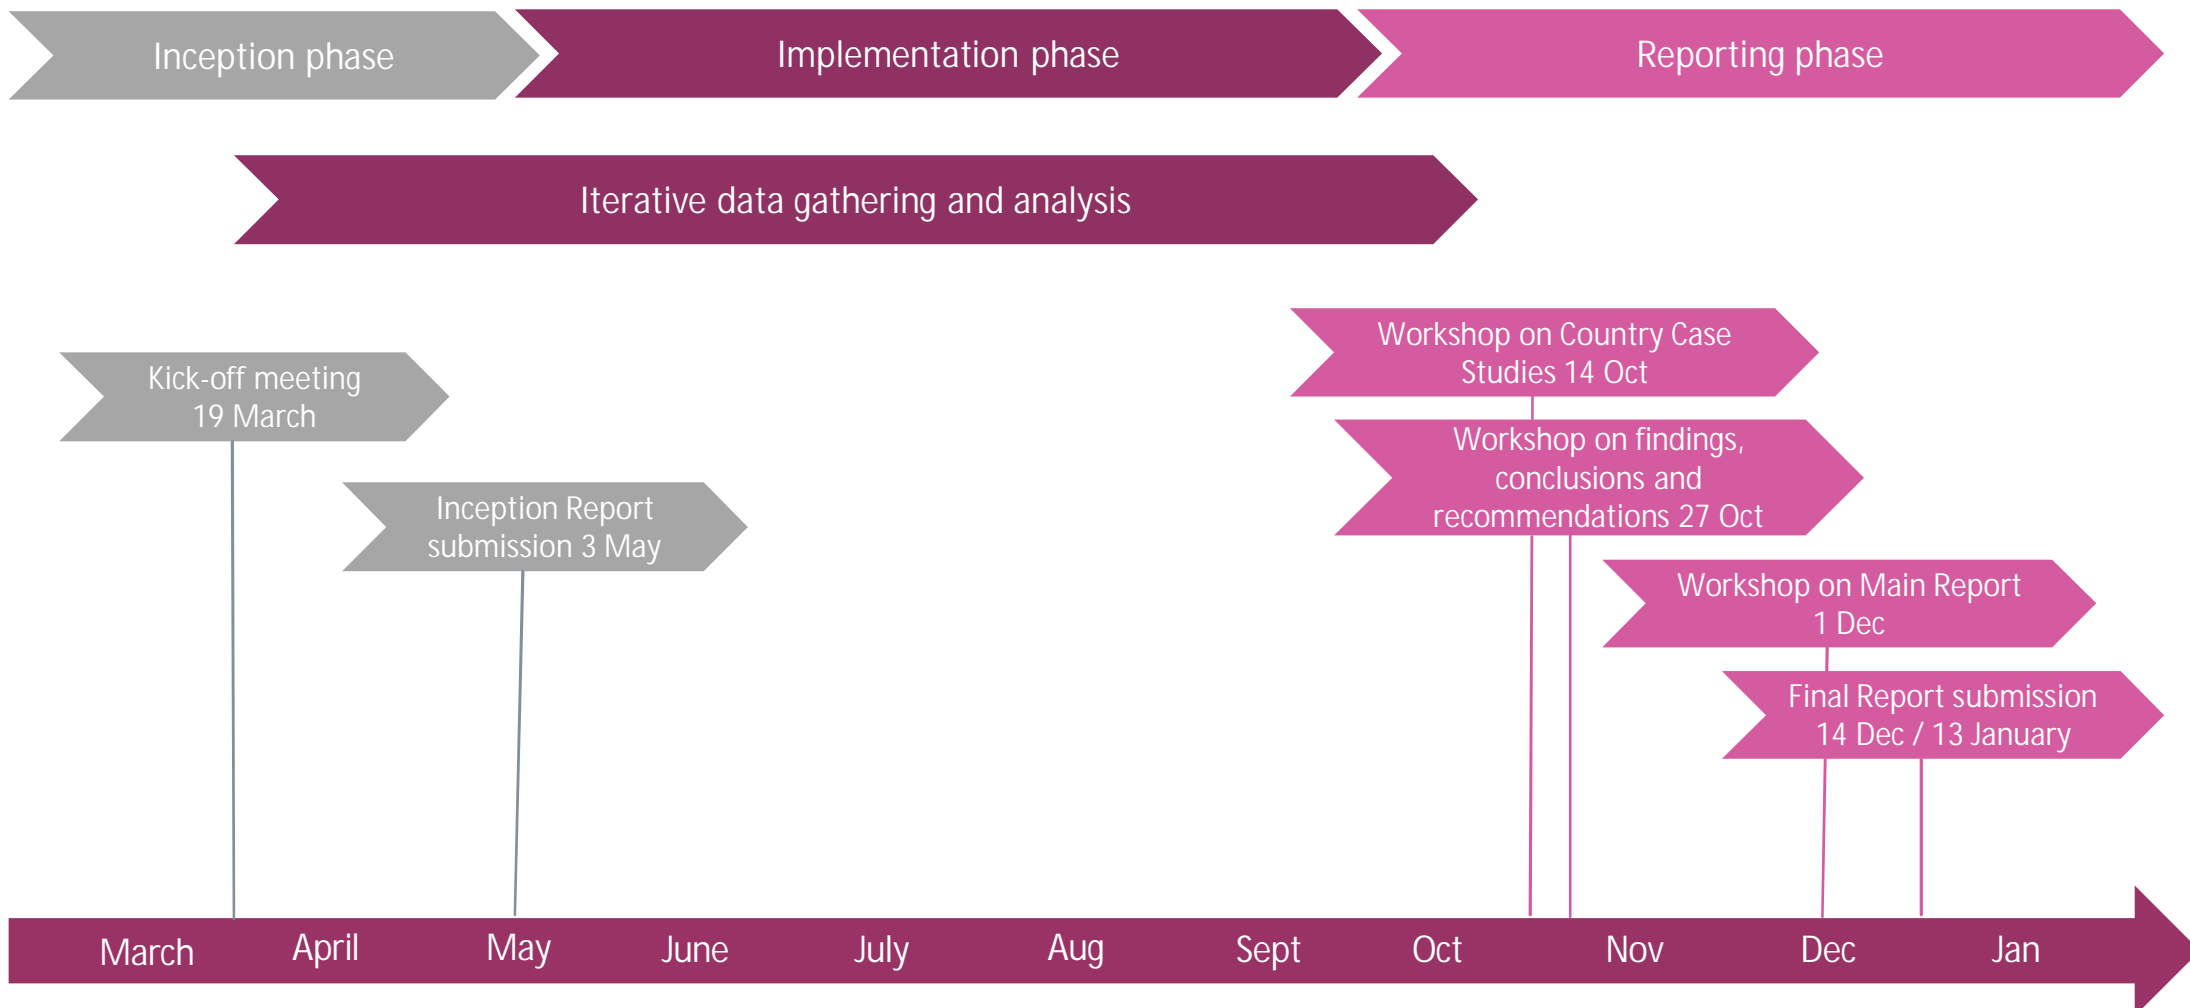 Inception phase
Implementation phase
Reporting phase
Iterative data gathering and analysis
Kick-off meeting
19 March
Inception Report
submission 3 May
Workshop on Country Case
Studies 14 Oct
Workshop on findings,
conclusions and
recommendations 27 Oct
Workshop on Main Report
1 Dec
Final Report submission
14 Dec / 13 January
March
April
May
June
July
Aug
Sept
Oct
Nov
Dec
Jan